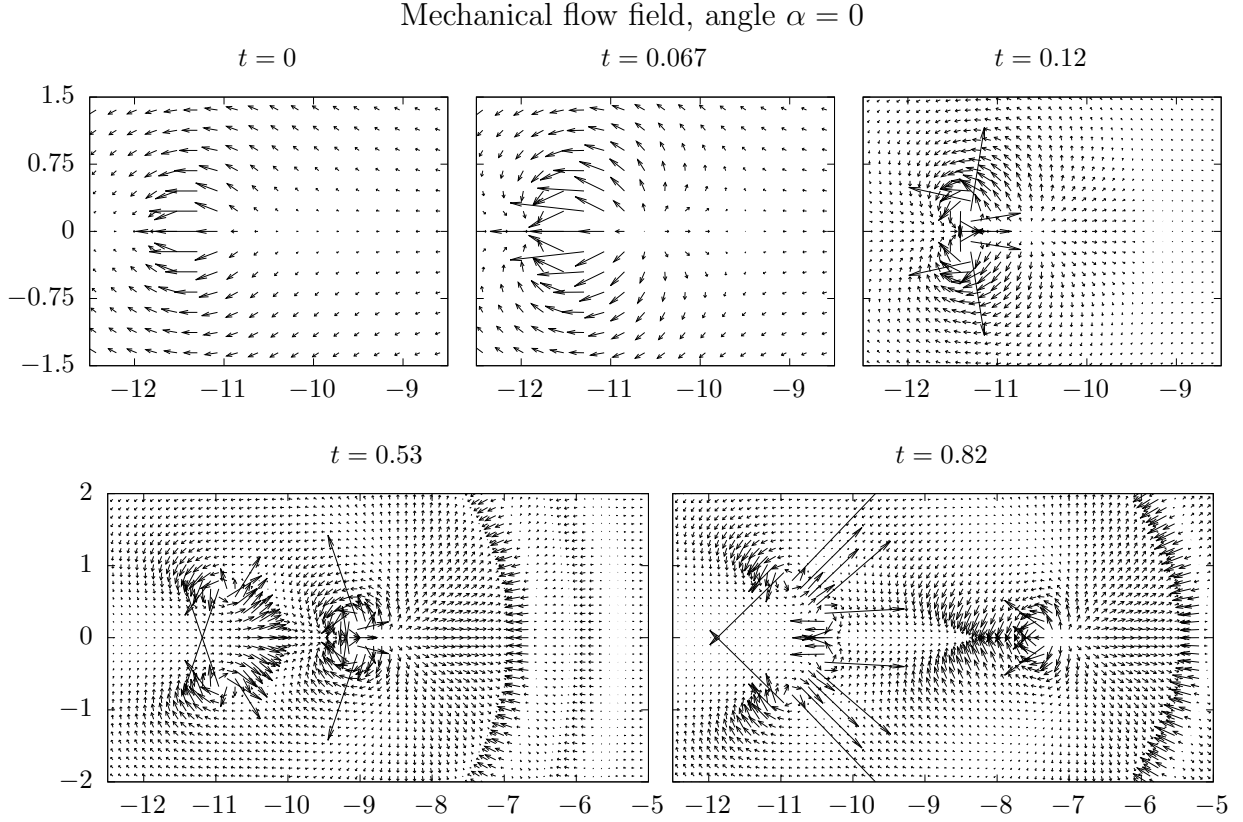 Mechanical flow field, angle α = 0
t = 0
t = 0.067
t = 0.12
1.5
0.75
0
−0.75
−1.5
−12 −11 −10 −9
−12 −11 −10 −9
−12 −11 −10 −9
t = 0.53
t = 0.82
2
1
0
−1
−2
−12 −11 −10 −9 −8 −7 −6 −5
−12 −11 −10 −9 −8 −7 −6 −5